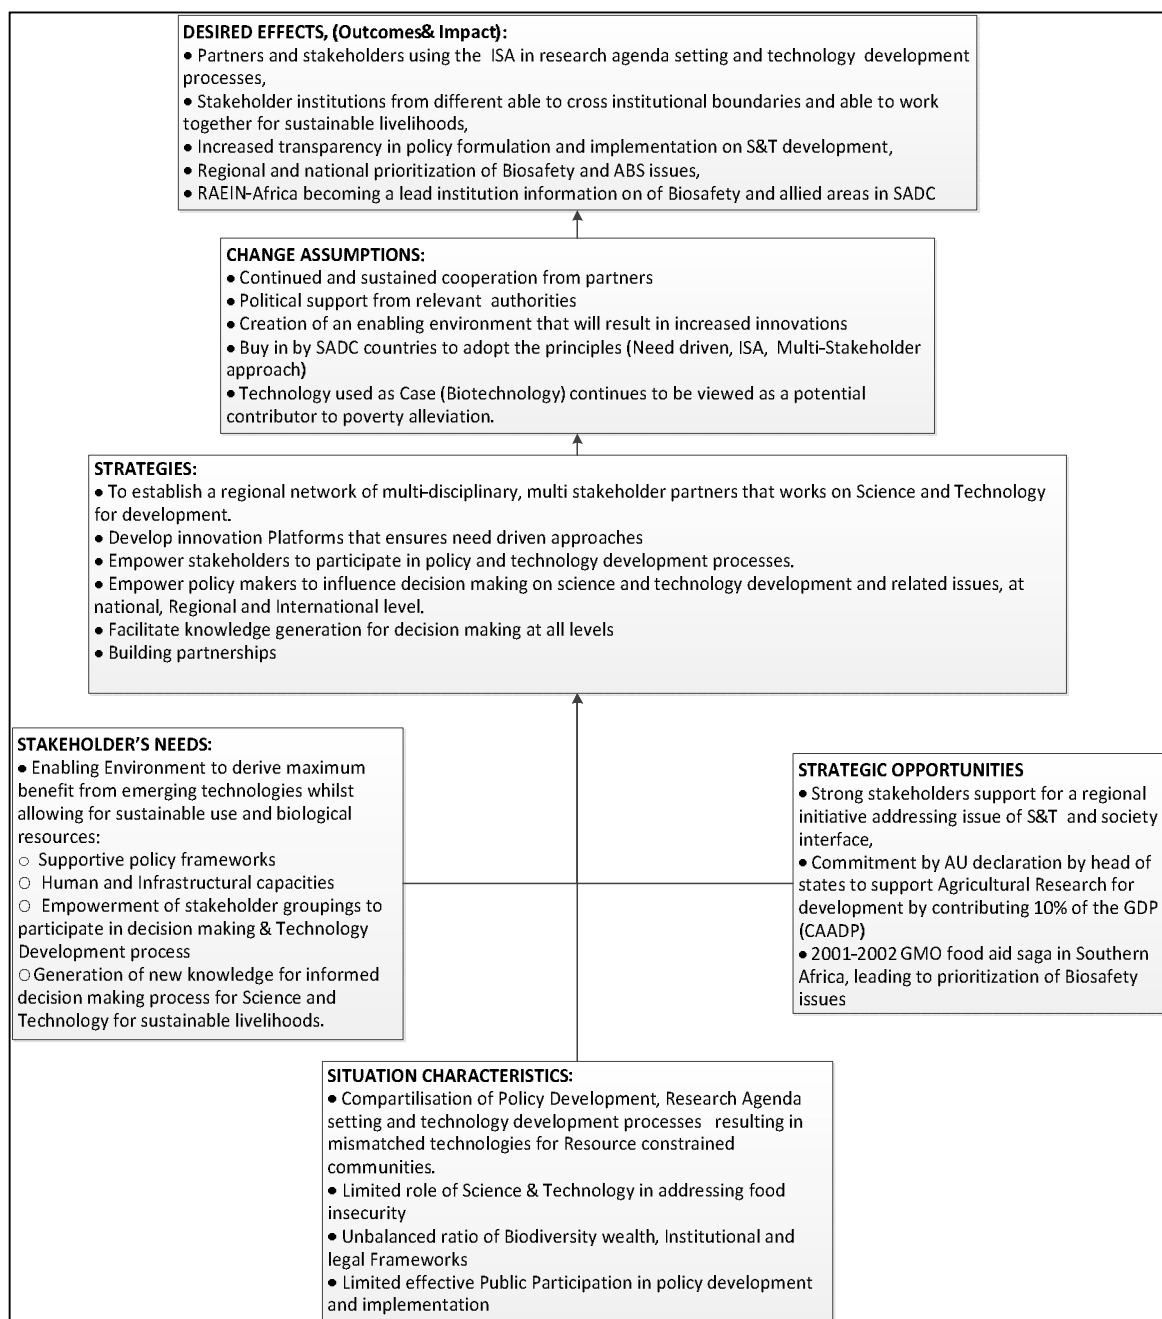 DESIRED EFFECTS, (Outcomes& Impact):
● Partners and stakeholders using the ISA in research agenda setting and technology development
processes,
● Stakeholder institutions from different able to cross institutional boundaries and able to work
together for sustainable livelihoods,
● Increased transparency in policy formulation and implementation on S&T development,
● Regional and national prioritization of Biosafety and ABS issues,
● RAEIN-Africa becoming a lead institution information on of Biosafety and allied areas in SADC
CHANGE ASSUMPTIONS:
● Continued and sustained cooperation from partners
● Political support from relevant authorities
● Creation of an enabling environment that will result in increased innovations
● Buy in by SADC countries to adopt the principles (Need driven, ISA, Multi-Stakeholder
approach)
● Technology used as Case (Biotechnology) continues to be viewed as a potential
contributor to poverty alleviation.
STRATEGIES:
● To establish a regional network of multi-disciplinary, multi stakeholder partners that works on Science and Technology
for development.
● Develop innovation Platforms that ensures need driven approaches
● Empower stakeholders to participate in policy and technology development processes.
● Empower policy makers to influence decision making on science and technology development and related issues, at
national, Regional and International level.
● Facilitate knowledge generation for decision making at all levels
● Building partnerships
STAKEHOLDER'S NEEDS:
● Enabling Environment to derive maximum
benefit from emerging technologies whilst
allowing for sustainable use and biological
resources:
○ Supportive policy frameworks
○ Human and Infrastructural capacities
○ Empowerment of stakeholder groupings to
participate in decision making & Technology
Development process
○ Generation of new knowledge for informed
decision making process for Science and
Technology for sustainable livelihoods.
STRATEGIC OPPORTUNITIES
● Strong stakeholders support for a regional
initiative addressing issue of S&T and society
interface,
● Commitment by AU declaration by head of
states to support Agricultural Research for
development by contributing 10% of the GDP
(CAADP)
● 2001-2002 GMO food aid saga in Southern
Africa, leading to prioritization of Biosafety
issues
SITUATION CHARACTERISTICS:
● Compartilisation of Policy Development, Research Agenda
setting and technology development processes resulting in
mismatched technologies for Resource constrained
communities.
● Limited role of Science & Technology in addressing food
insecurity
● Unbalanced ratio of Biodiversity wealth, Institutional and
legal Frameworks
● Limited effective Public Participation in policy development
and implementation